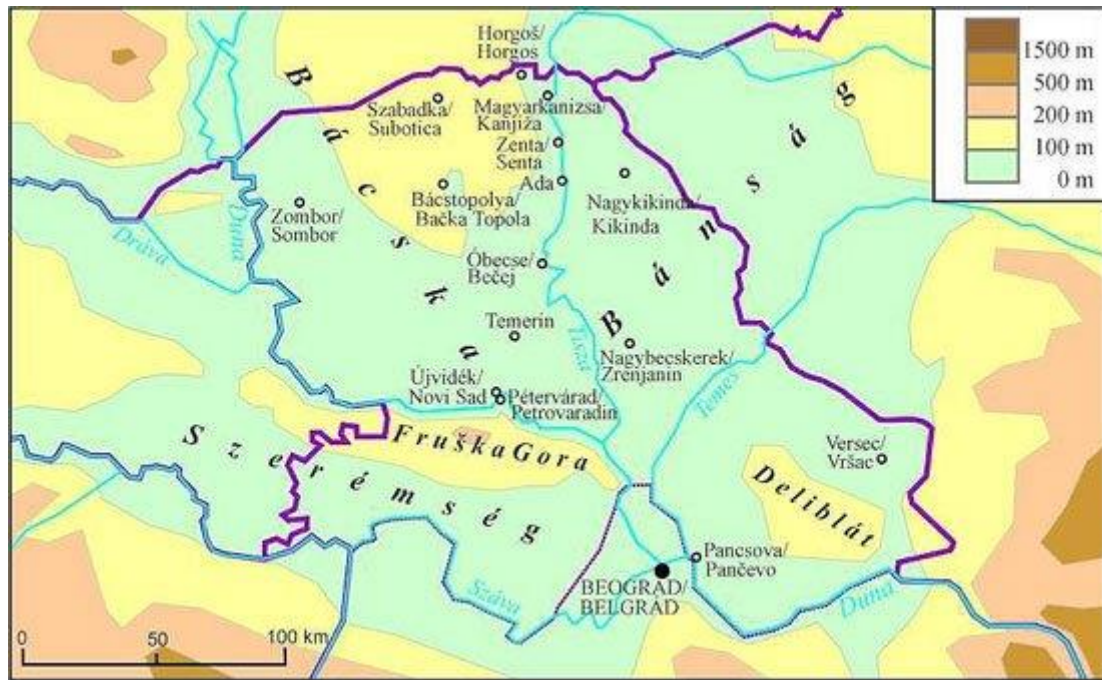 1500 m
500 m
200 m
100 m
0 m
Horgoš/
Horgos
Bácska
Bánság
Szabadka/
Subotica
Magyarkanizsa/
Kanjiža
Zenta/
Senta
Ada
Bácstopolya/
Bačka Topola
Nagykikinda/
Kikinda
Zombor/
Sombor
Duna
Dráva
Óbecse/
Bečej
Temerin
Tisza
Nagybecskerek/
Zrenjanin
Temes
Újvidék/
Novi Sad
Pétervárad/
Petrovaradin
Fruška Gora
Szerémség
Versec/
Vršac
Deliblát
Pancsova/
Pančevo
BEOGRAD/
BELGRÁD
Száva
Duna
0 50 100 km